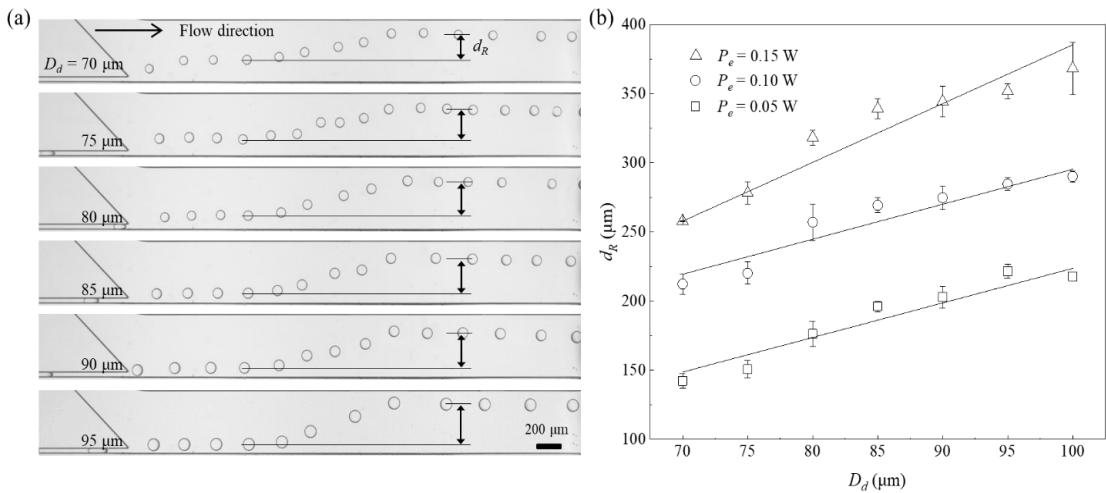 (a)
Flow direction
d_R
D_d = 70 μm
75 μm
80 μm
85 μm
90 μm
95 μm
200 μm
(b)
400
350
300
250
200
150
100
d_R (μm)
P_e = 0.15 W
P_e = 0.10 W
P_e = 0.05 W
70 75 80 85 90 95 100
D_d (μm)